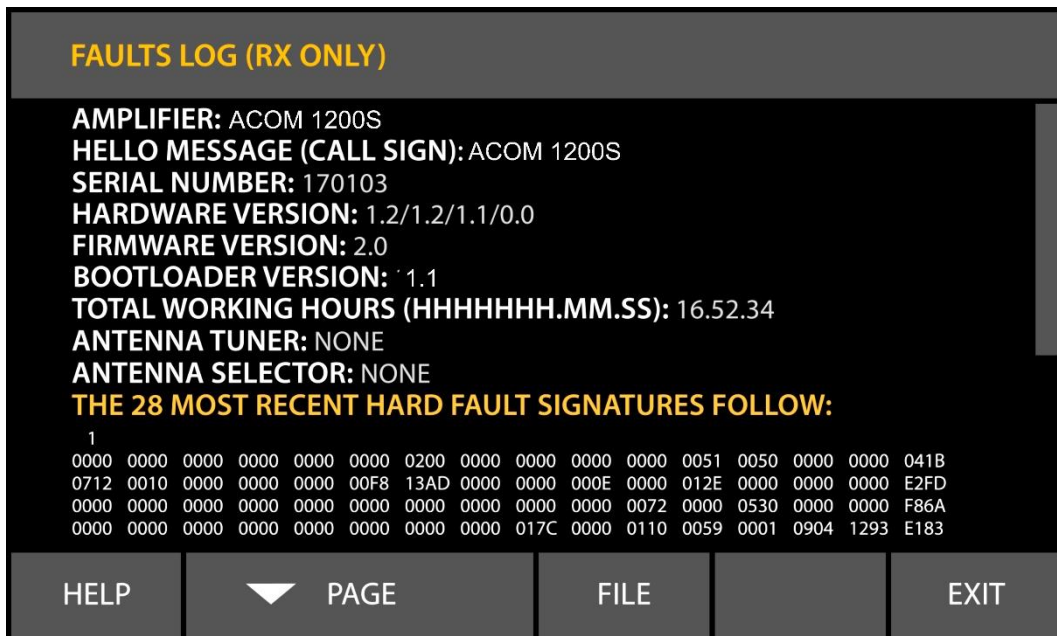 FAULTS LOG (RX ONLY)
AMPLIFIER: ACOM 1200S
HELLO MESSAGE (CALL SIGN): ACOM 1200S
SERIAL NUMBER: 170103
HARDWARE VERSION: 1.2/1.2/1.1/0.0
FIRMWARE VERSION: 2.0
BOOTLOADER VERSION: 1.1
TOTAL WORKING HOURS (HHHHHHH.MM.SS): 16.52.34
ANTENNA TUNER: NONE
ANTENNA SELECTOR: NONE
THE 28 MOST RECENT HARD FAULT SIGNATURES FOLLOW:
1
0000 0000 0000 0000 0000 0000 0200 0000 0000 0000 0000 0051 0050 0000 0000 041B
0712 0010 0000 0000 0000 00F8 13AD 0000 0000 000E 0000 012E 0000 0000 0000 E2FD
0000 0000 0000 0000 0000 0000 0000 0000 0000 0000 0072 0000 0530 0000 0000 F86A
0000 0000 0000 0000 0000 0000 0000 0000 017C 0000 0110 0059 0001 0904 1293 E183
HELP PAGE FILE EXIT